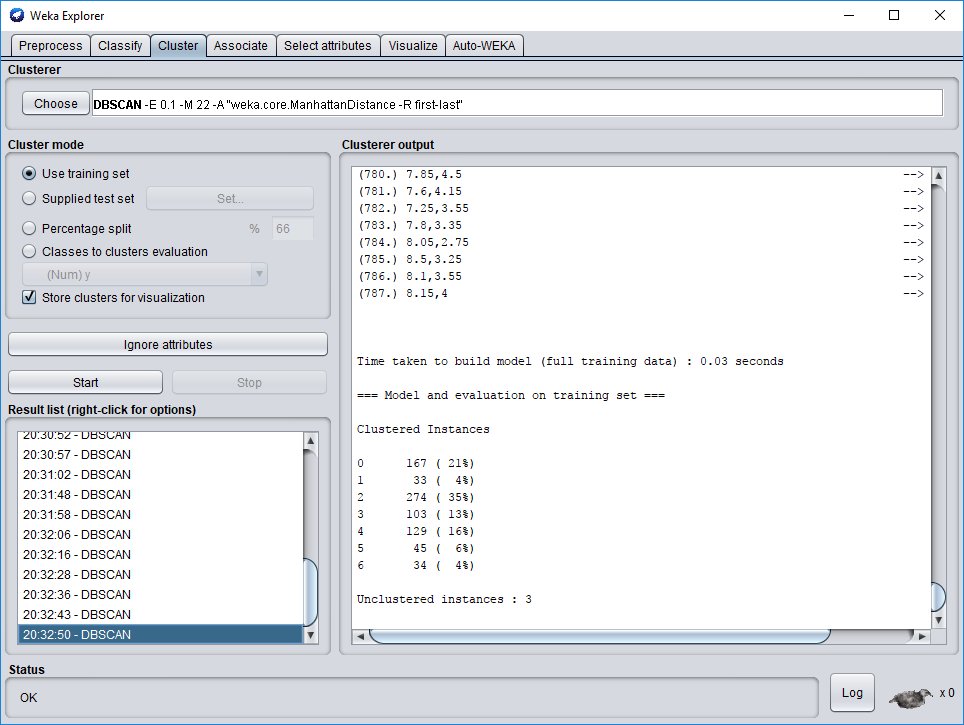 Weka Explorer
Preprocess Classify Cluster Associate Select attributes Visualize Auto-WEKA
Clusterer
Choose DBSCAN -E 0.1 -M 22 -A "weka.core.ManhattanDistance -R first-last"
Cluster mode
Use training set
Supplied test set Set...
Percentage split % 66
Classes to clusters evaluation
(Num) y
Store clusters for visualization
Ignore attributes
Start Stop
Result list (right-click for options)
20:30:52 - DBSCAN
20:30:57 - DBSCAN
20:31:02 - DBSCAN
20:31:48 - DBSCAN
20:31:58 - DBSCAN
20:32:06 - DBSCAN
20:32:16 - DBSCAN
20:32:28 - DBSCAN
20:32:36 - DBSCAN
20:32:43 - DBSCAN
20:32:50 - DBSCAN
Clusterer output
(780.) 7.85,4.5 -->
(781.) 7.6,4.15 -->
(782.) 7.25,3.55 -->
(783.) 7.8,3.35 -->
(784.) 8.05,2.75 -->
(785.) 8.5,3.25 -->
(786.) 8.1,3.55 -->
(787.) 8.15,4 -->
Time taken to build model (full training data) : 0.03 seconds
=== Model and evaluation on training set ===
Clustered Instances
0 167 ( 21%)
1 33 ( 4%)
2 274 ( 35%)
3 103 ( 13%)
4 129 ( 16%)
5 45 ( 6%)
6 34 ( 4%)
Unclustered instances : 3
Status
OK
Log x 0